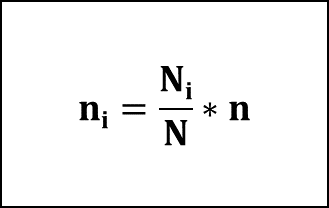 nᵢ = Nᵢ/N * n